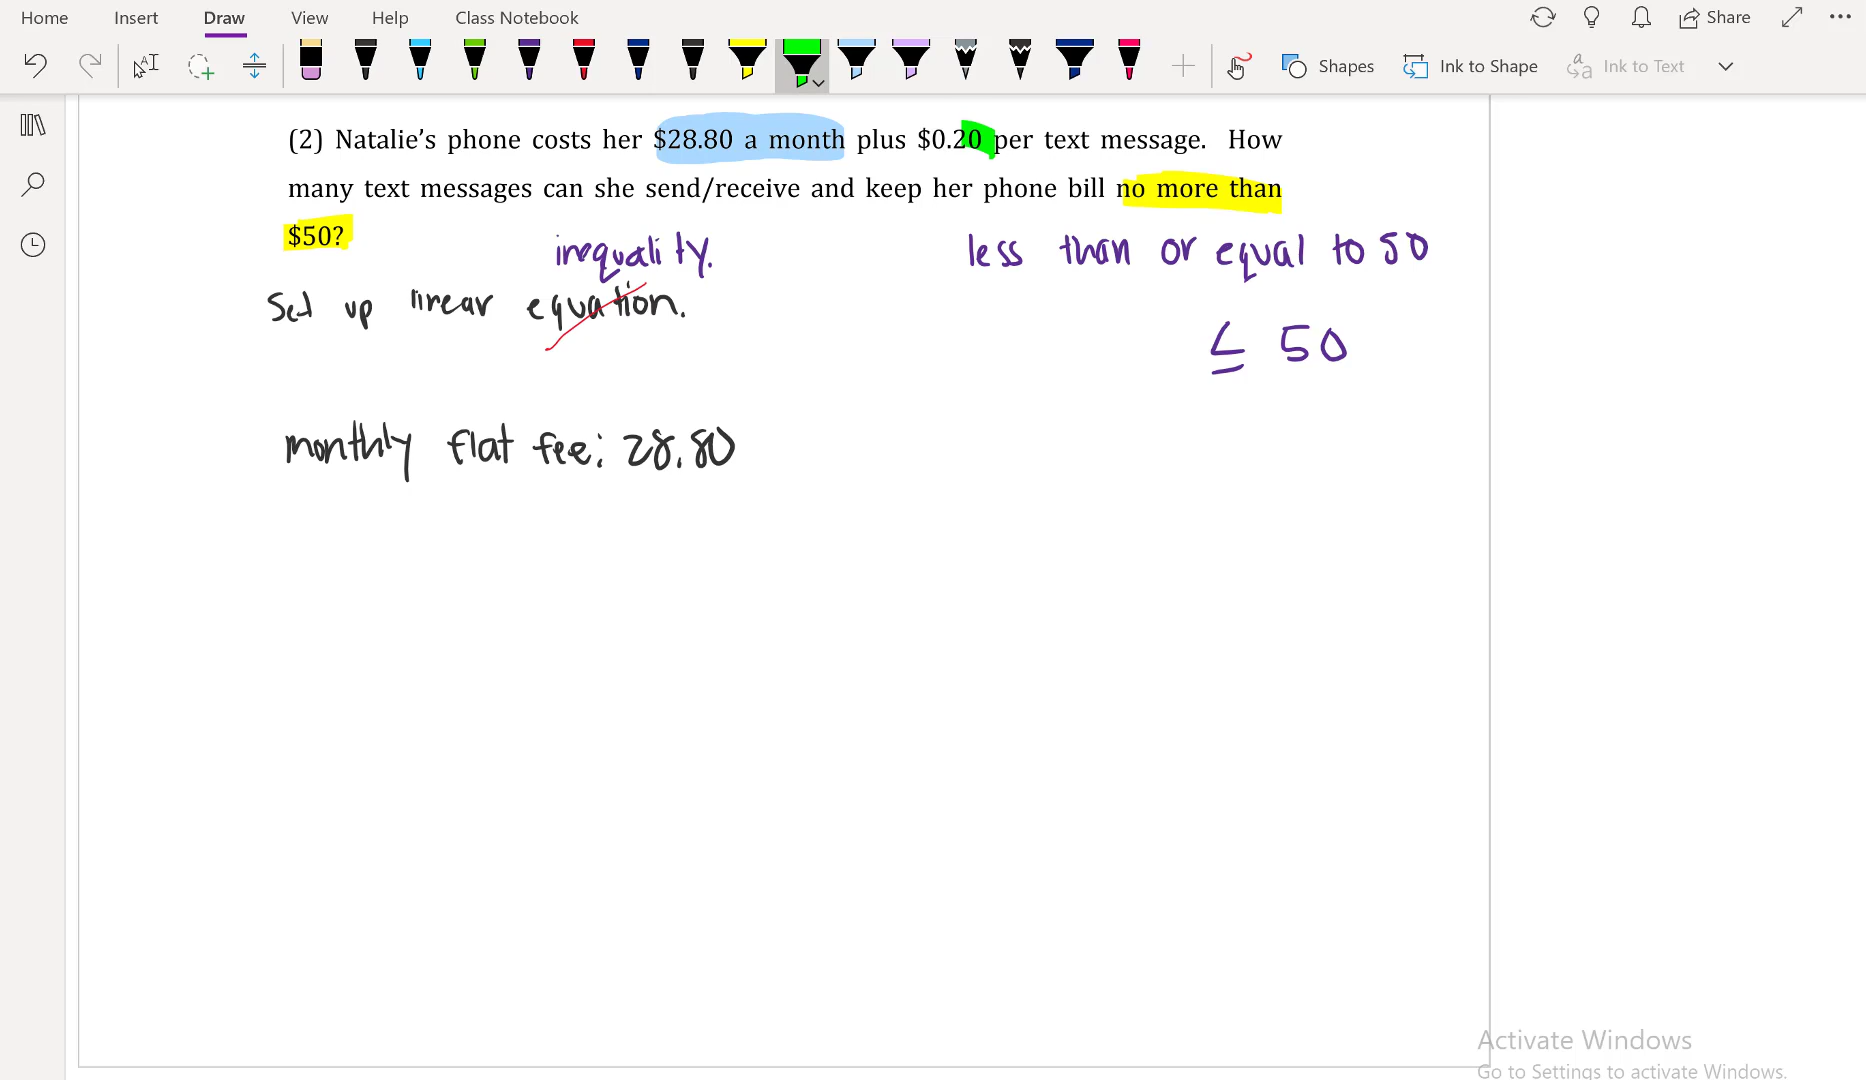 Home Insert Draw View Help Class Notebook Share
Shapes Ink to Shape Ink to Text
(2) Natalie’s phone costs her $28.80 a month plus $0.20 per text message. How
many text messages can she send/receive and keep her phone bill no more than
$50?
inequality. less than or equal to 50
Set up linear equation.
≤ 50
monthly flat fee: 28.80
Activate Windows
Go to Settings to activate Windows.